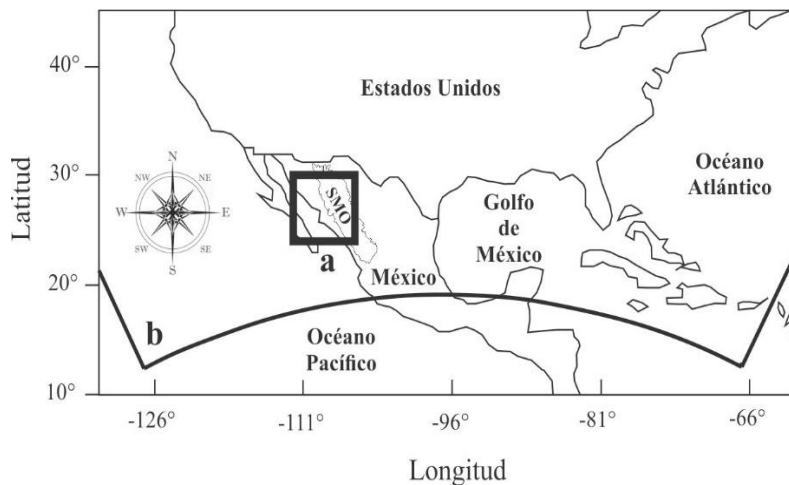 40°
30°
20°
10°
Latitud
Estados Unidos
Océano
Atlántico
N
NW
NE
W
E
SW
SE
S
SMO
a
Golfo
de
México
México
b
Océano
Pacífico
-126°
-111°
-96°
-81°
-66°
Longitud